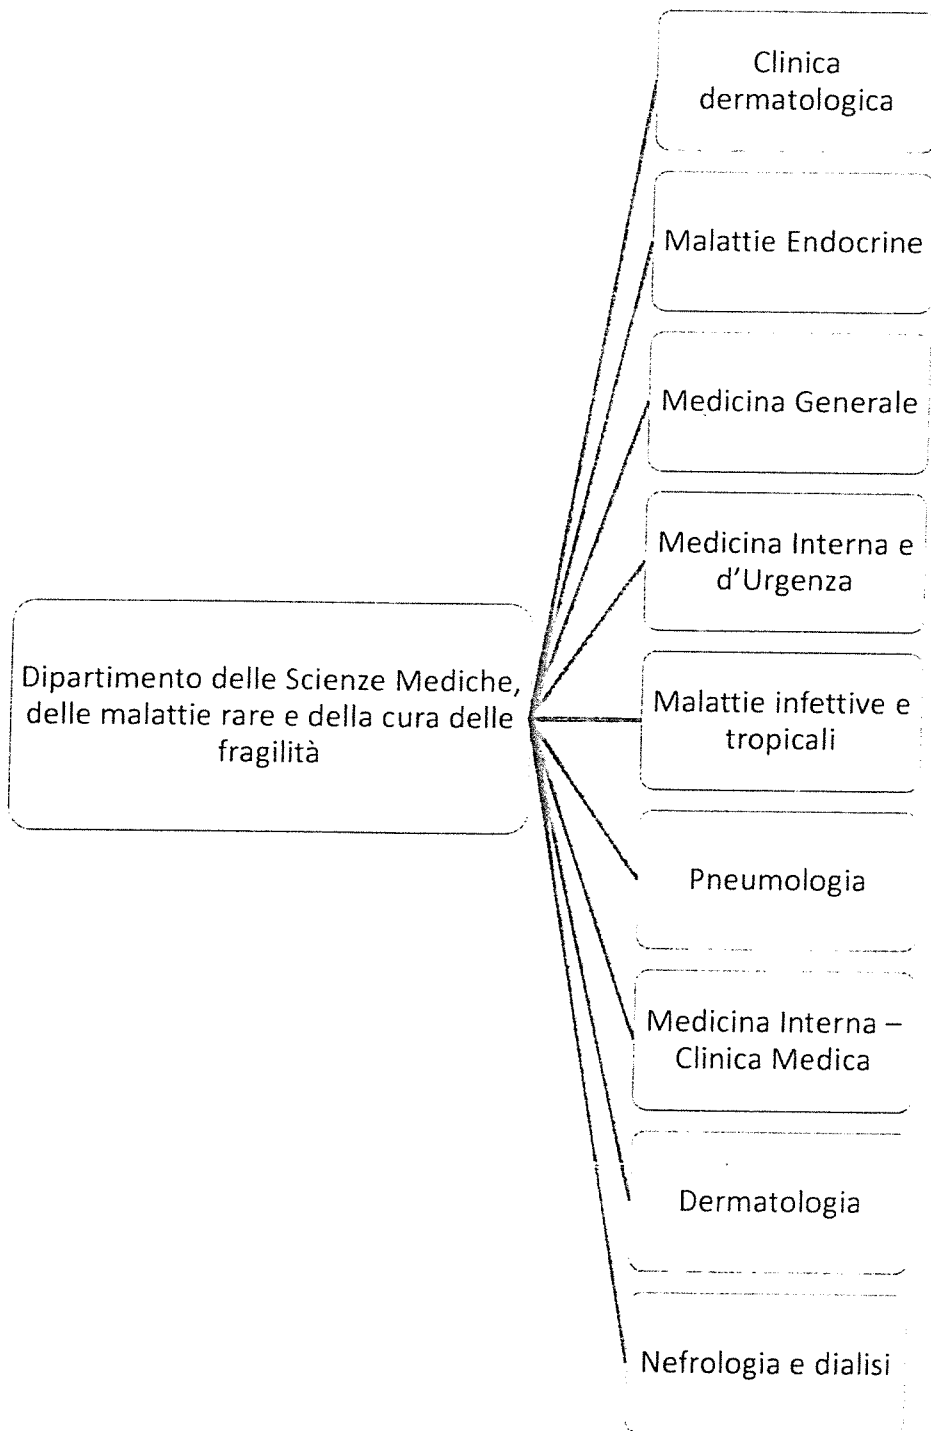 Clinica
dermatologica
Malattie Endocrine
Medicina Generale
Medicina Interna e
d'Urgenza
Dipartimento delle Scienze Mediche,
delle malattie rare e della cura delle
fragilità
Malattie infettive e
tropicali
Pneumologia
Medicina Interna –
Clinica Medica
Dermatologia
Nefrologia e dialisi